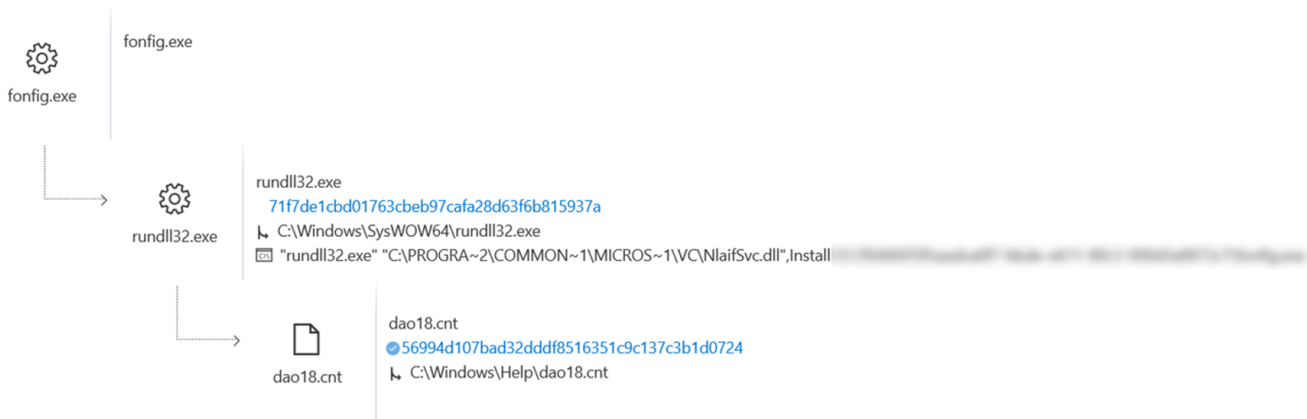 fonfig.exe
fonfig.exe
rundll32.exe
71f7de1cbd01763cbeb97cafa28d63f6b815937a
C:\Windows\SysWOW64\rundll32.exe
rundll32.exe
"rundll32.exe" "C:\PROGRA~2\COMMON~1\MICROS~1\VC\NlaifSvc.dll",Install
dao18.cnt
56994d107bad32dddf8516351c9c137c3b1d0724
dao18.cnt
C:\Windows\Help\dao18.cnt